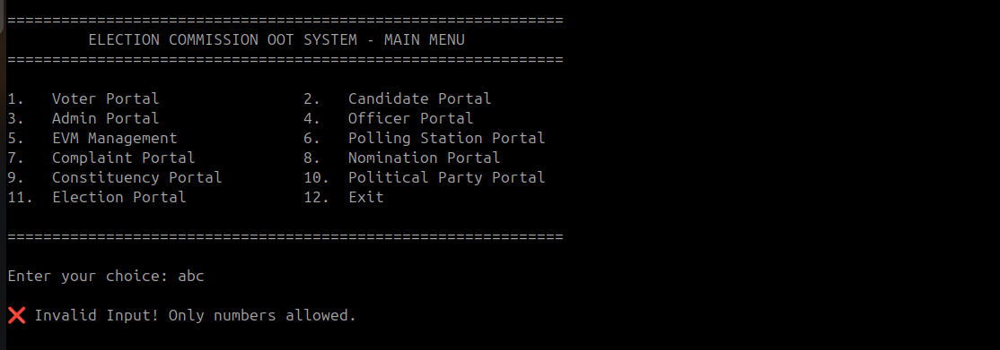 ==============================================================
ELECTION COMMISSION OOT SYSTEM - MAIN MENU
==============================================================
1.   Voter Portal                2.   Candidate Portal
3.   Admin Portal                4.   Officer Portal
5.   EVM Management              6.   Polling Station Portal
7.   Complaint Portal            8.   Nomination Portal
9.   Constituency Portal         10.  Political Party Portal
11.  Election Portal             12.  Exit
==============================================================
Enter your choice: abc
❌ Invalid Input! Only numbers allowed.